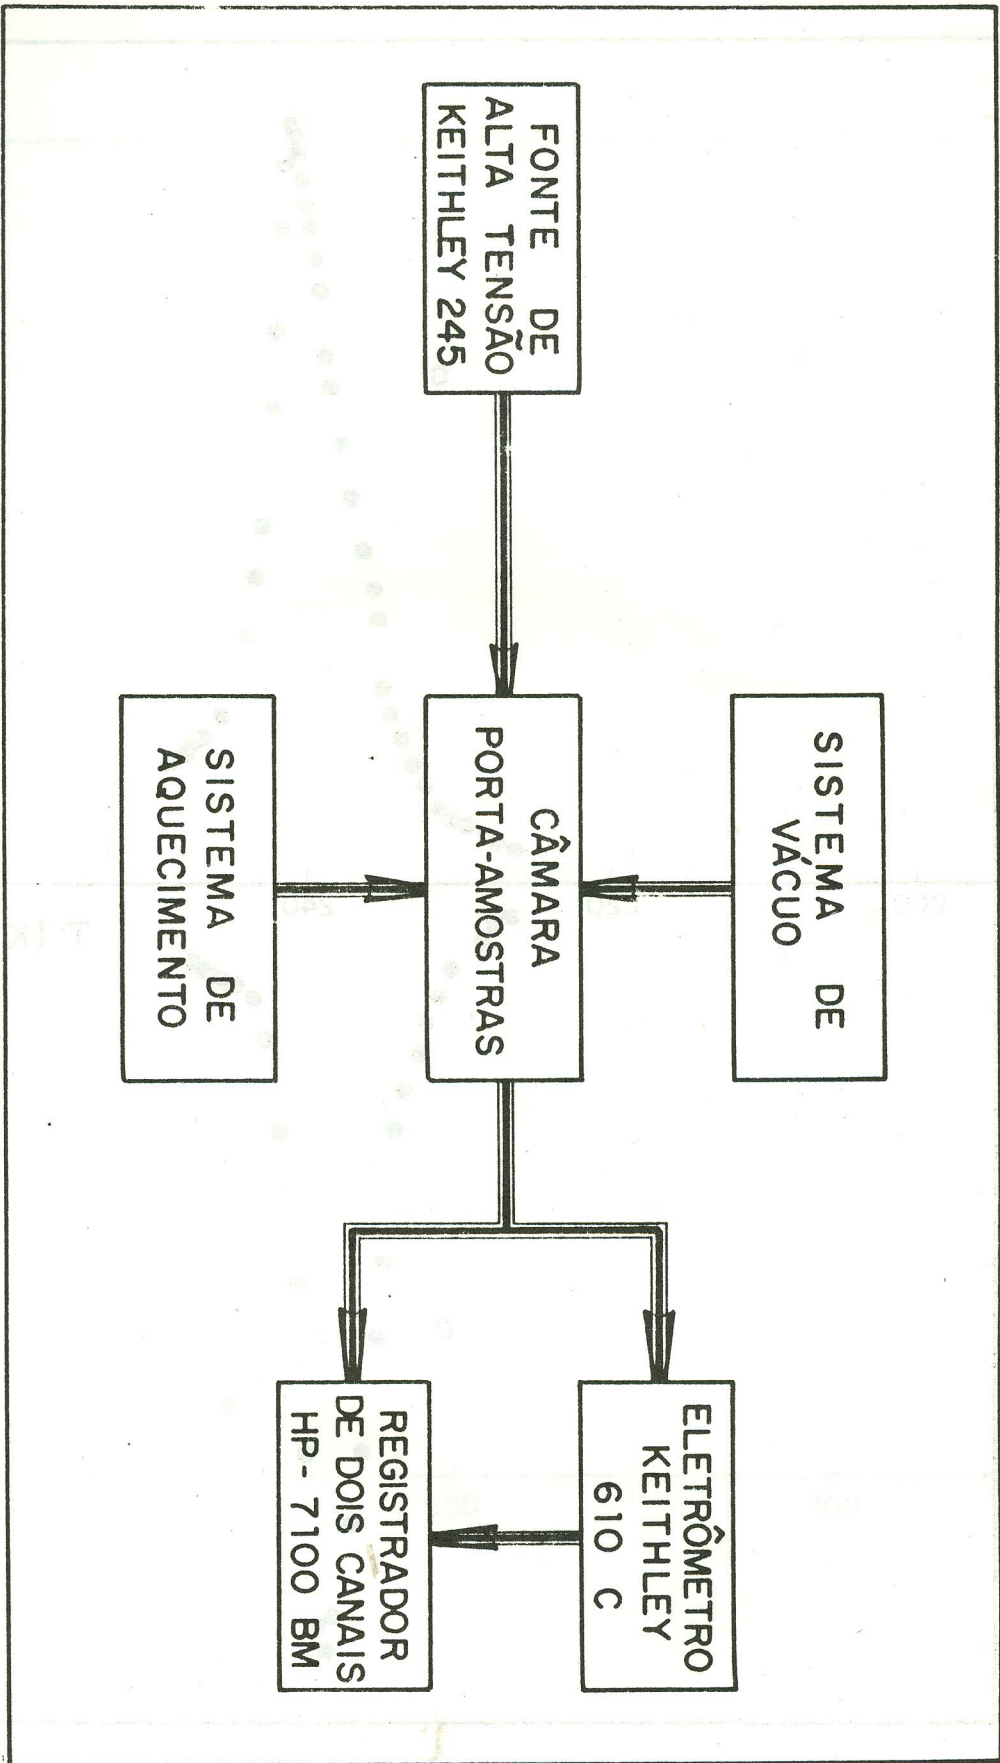 SISTEMA DE
VÁCUO
FONTE DE
ALTA TENSÃO
KEITHLEY 245
CÂMARA
PORTA-AMOSTRAS
ELETRÔMETRO
KEITHLEY
610 C
SISTEMA DE
AQUECIMENTO
REGISTRADOR
DE DOIS CANAIS
HP- 7100 BM